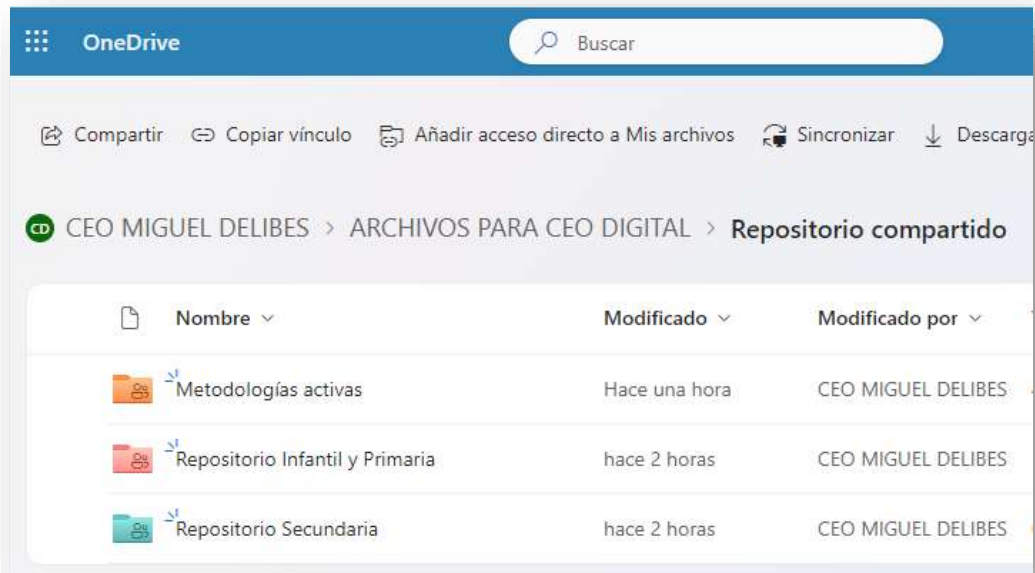 OneDrive Buscar
Compartir Copiar vínculo Añadir acceso directo a Mis archivos Sincronizar Descarga
CD CEO MIGUEL DELIBES > ARCHIVOS PARA CEO DIGITAL > Repositorio compartido
Nombre Modificado Modificado por
Metodologías activas Hace una hora CEO MIGUEL DELIBES
Repositorio Infantil y Primaria hace 2 horas CEO MIGUEL DELIBES
Repositorio Secundaria hace 2 horas CEO MIGUEL DELIBES